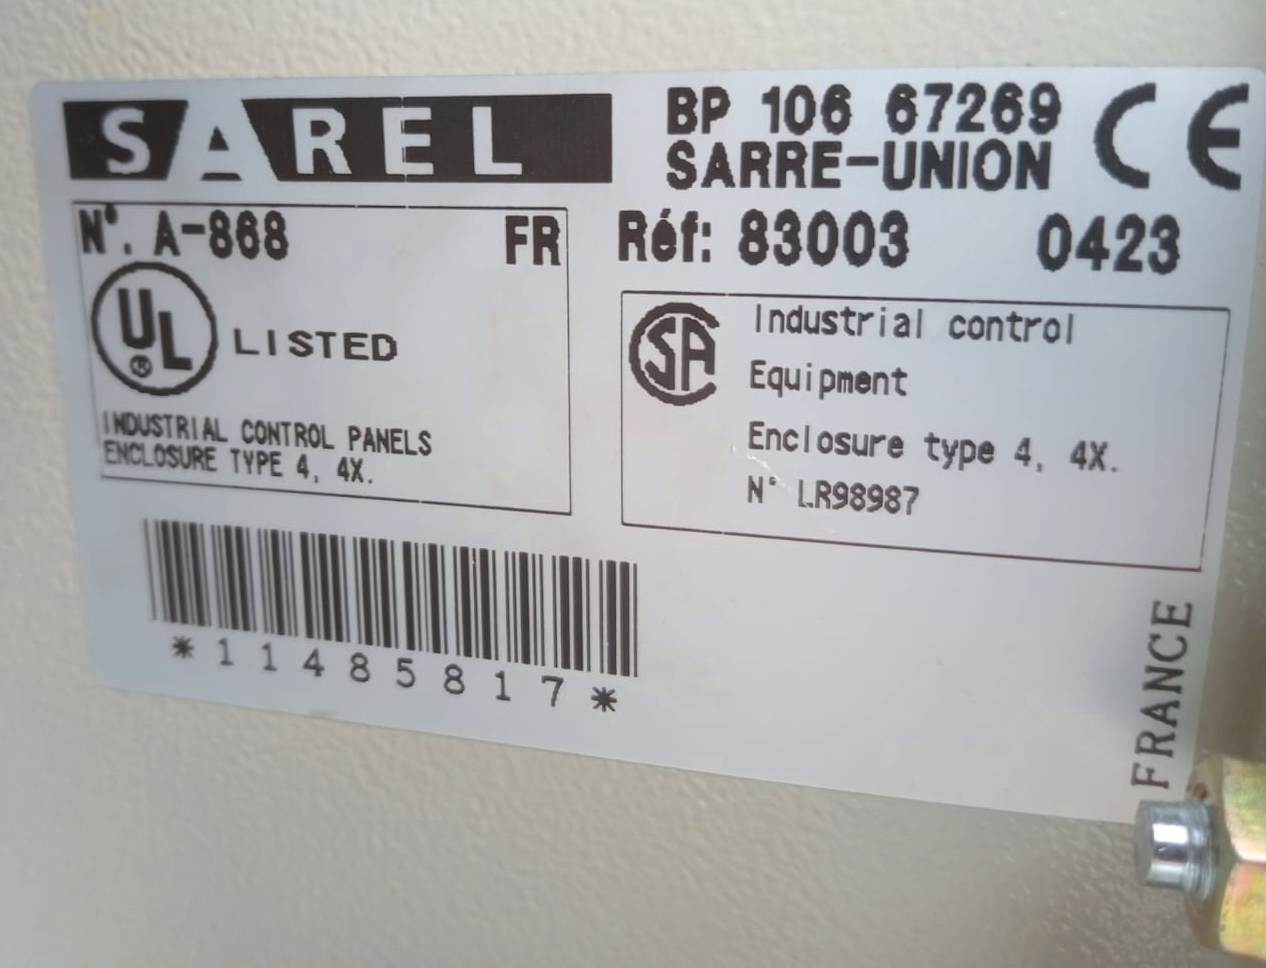 SAREL
BP 106 67269
SARRE-UNION
CE
N°. A-868 FR
Réf: 83003 0423
UL
®
LISTED
INDUSTRIAL CONTROL PANELS
ENCLOSURE TYPE 4, 4X.
SA
Industrial control
Equipment
Enclosure type 4, 4X.
N° LR98987
*11485817*
FRANCE